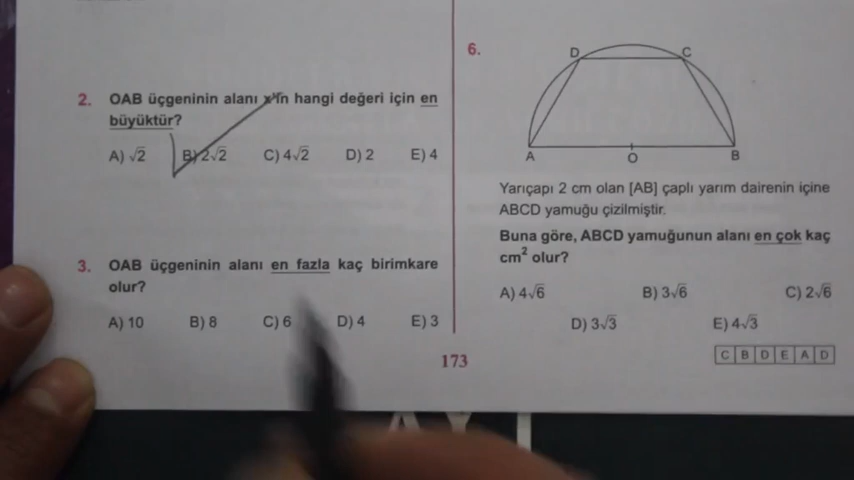 2. OAB üçgeninin alanı x'in hangi değeri için en
büyüktür?
A) √2 B) 2√2 C) 4√2 D) 2 E) 4
3. OAB üçgeninin alanı en fazla kaç birimkare
olur?
A) 10 B) 8 C) 6 D) 4 E) 3
6.
D C
A O B
Yarıçapı 2 cm olan [AB] çaplı yarım dairenin içine
ABCD yamuğu çizilmiştir.
Buna göre, ABCD yamuğunun alanı en çok kaç
cm² olur?
A) 4√6 B) 3√6 C) 2√6
D) 3√3 E) 4√3
C B D E A D
173